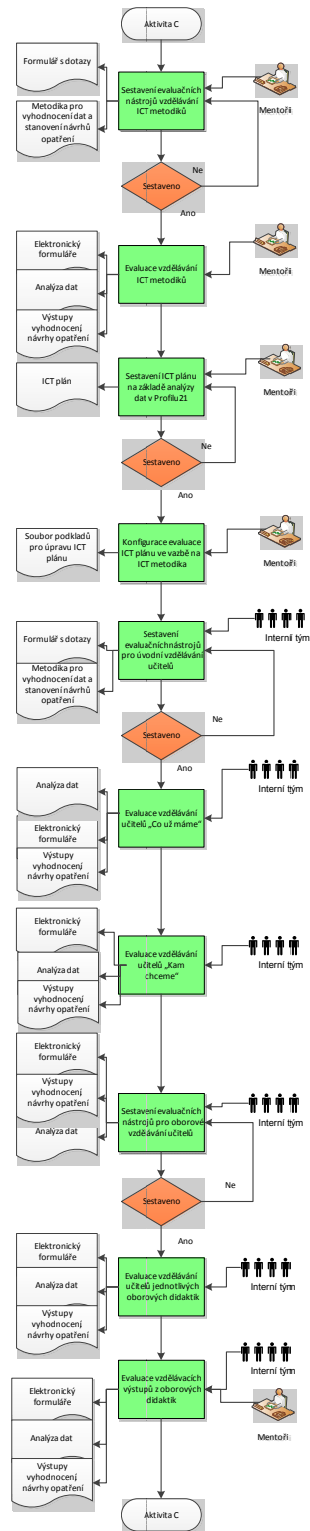 Aktivita C
Formulář s dotazy
Sestavení evaluačních
nástrojů vzdělávání
ICT metodiků
Mentoři
Metodika pro
vyhodnocení dat a
stanovení návrhů
opatření
Ne
Sestaveno
Ano
Elektronický
formuláře
Analýza dat
Výstupy
vyhodnocení,
návrhy opatření
Evaluace vzdělávání
ICT metodiků
Mentoři
ICT plán
Sestavení ICT plánu
na základě analýzy
dat v Profilu21
Mentoři
Ne
Sestaveno
Ano
Soubor podkladů
pro úpravu ICT
plánu
Konfigurace evaluace
ICT plánu ve vazbě na
ICT metodika
Mentoři
Formulář s dotazy
Metodika pro
vyhodnocení dat a
stanovení návrhů
opatření
Sestavení
evaluačníchnástrojů
pro úvodní vzdělávání
učitelů
Interní tým
Ne
Sestaveno
Ano
Analýza dat
Elektronický
formuláře
Výstupy
vyhodnocení,
návrhy opatření
Evaluace vzdělávání
učitelů „Co už máme“
Interní tým
Elektronický
formuláře
Analýza dat
Výstupy
vyhodnocení,
návrhy opatření
Evaluace vzdělávání
učitelů „Kam
chceme“
Interní tým
Elektronický
formuláře
Výstupy
vyhodnocení,
návrhy opatření
Analýza dat
Sestavení evaluačních
nástrojů pro oborové
vzdělávání učitelů
Interní tým
Ne
Sestaveno
Ano
Elektronický
formuláře
Analýza dat
Výstupy
vyhodnocení,
návrhy opatření
Evaluace vzdělávání
učitelů jednotlivých
oborových didaktik
Interní tým
Elektronický
formuláře
Analýza dat
Výstupy
vyhodnocení,
návrhy opatření
Evaluace vzdělávacích
výstupů z oborových
didaktik
Interní tým
Mentoři
Aktivita C